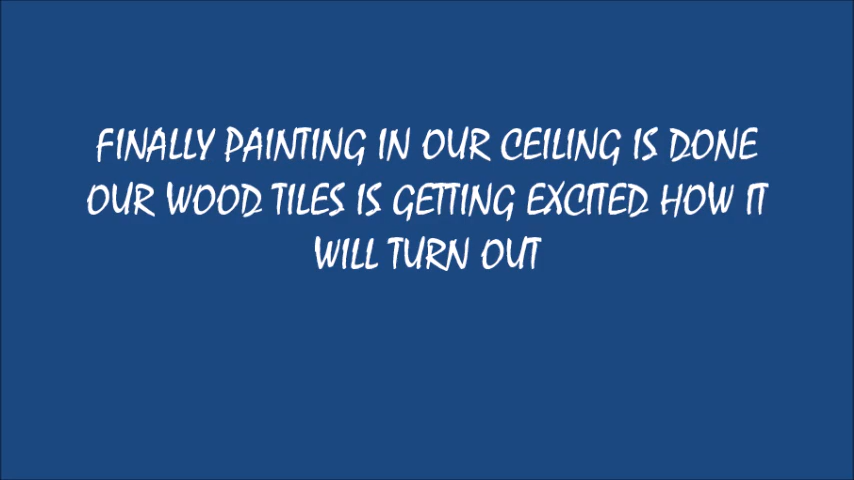 FINALLY PAINTING IN OUR CEILING IS DONE
OUR WOOD TILES IS GETTING EXCITED HOW IT
WILL TURN OUT